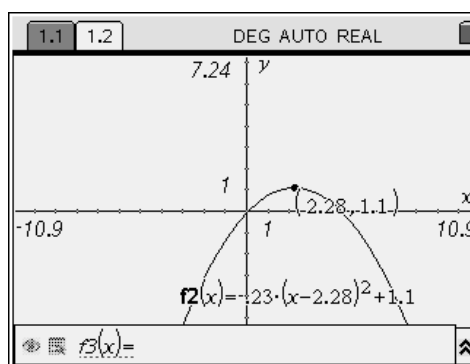 1.1 1.2 DEG AUTO REAL
7.24 y
1
(2.28,1.1)
x
-10.9 1 10.9
f2(x)=-.23·(x-2.28)²+1.1
f3(x)=